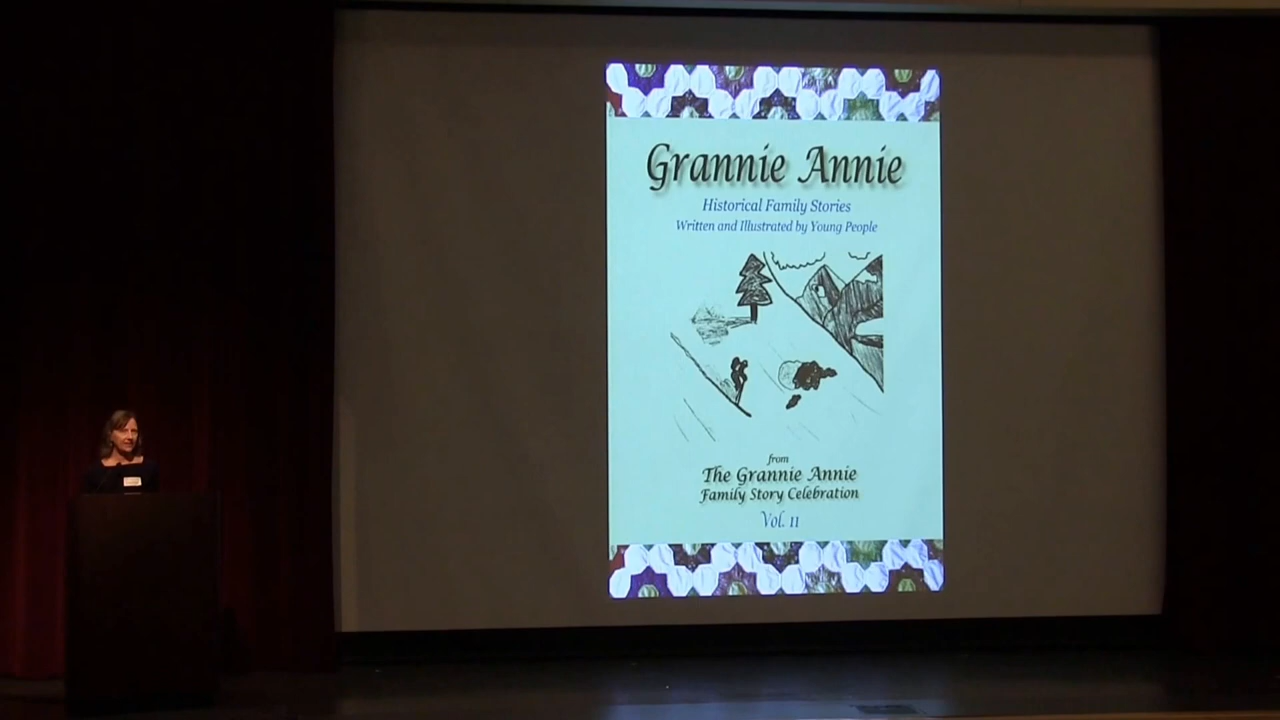 Grannie Annie
Historical Family Stories
Written and Illustrated by Young People
from
The Grannie Annie
Family Story Celebration
Vol. 11